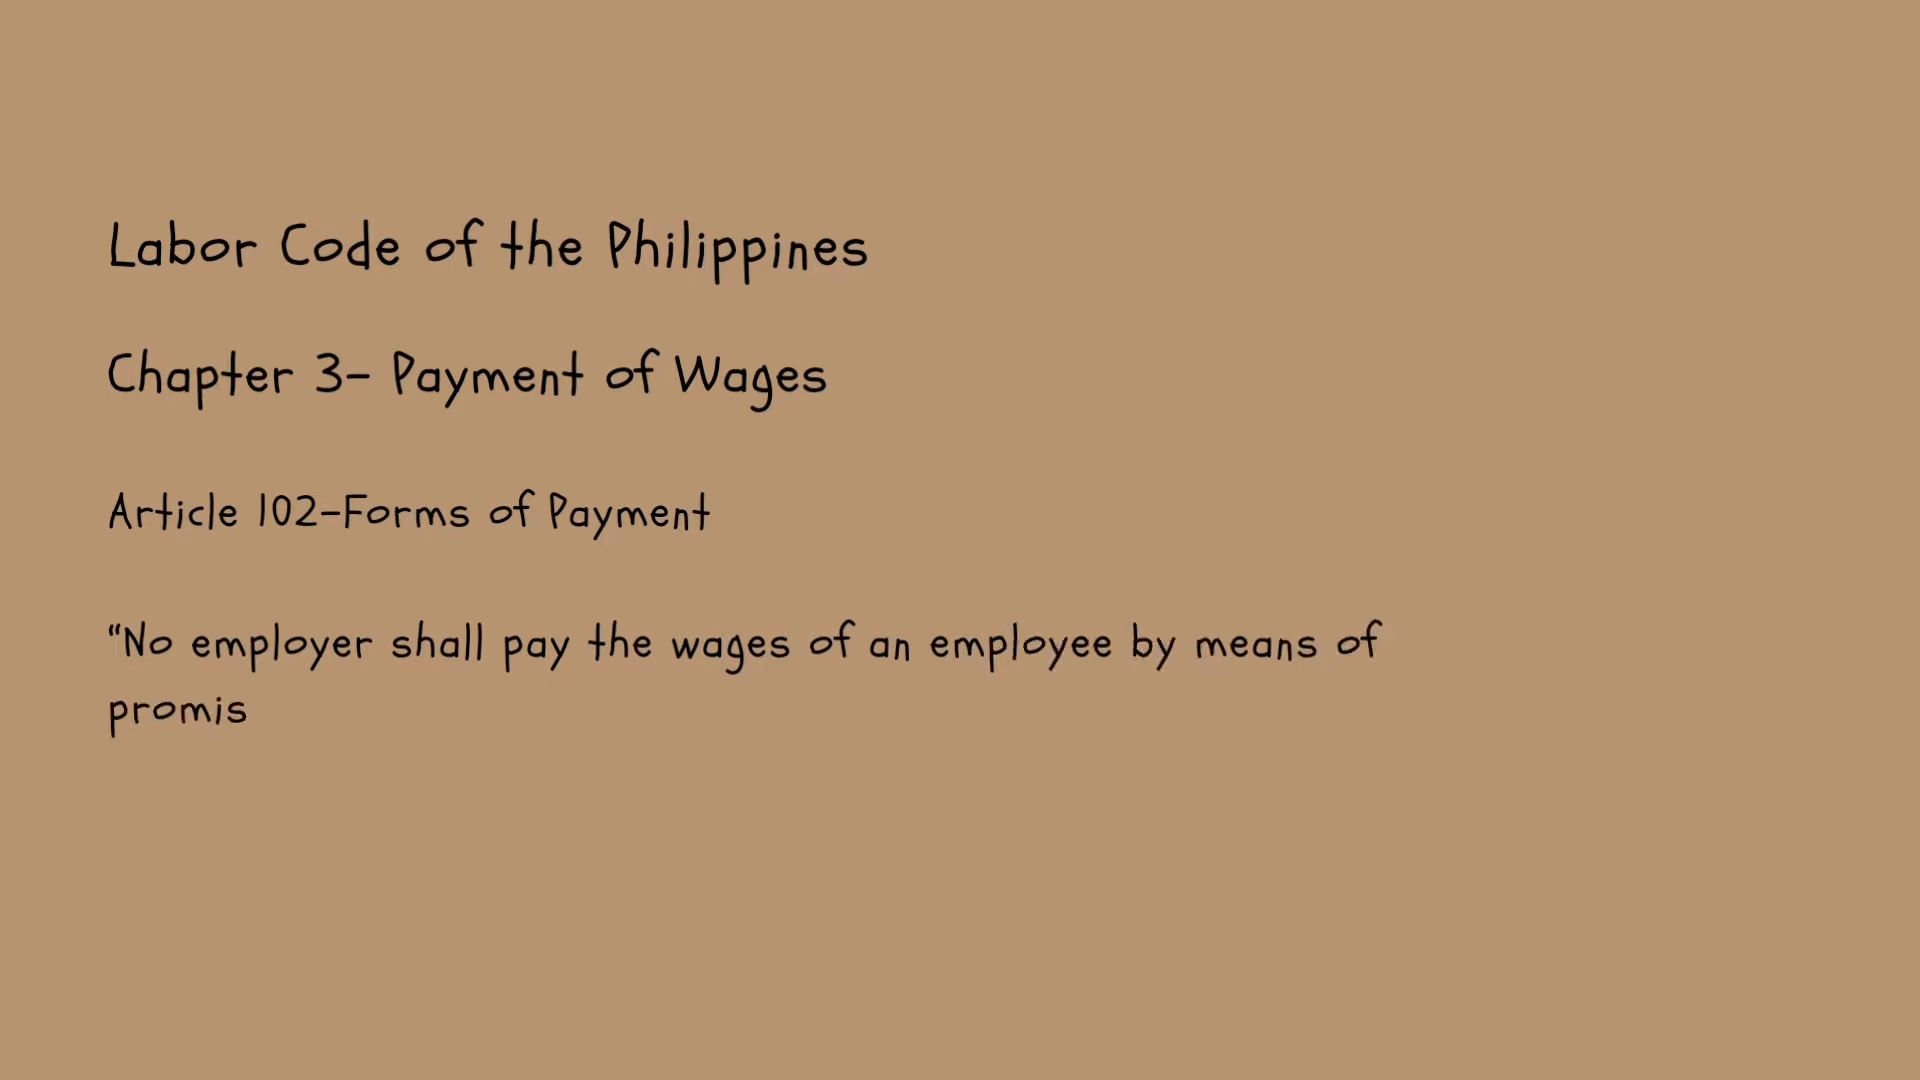 Labor Code of the Philippines
Chapter 3- Payment of Wages
Article 102-Forms of Payment
“No employer shall pay the wages of an employee by means of
promis